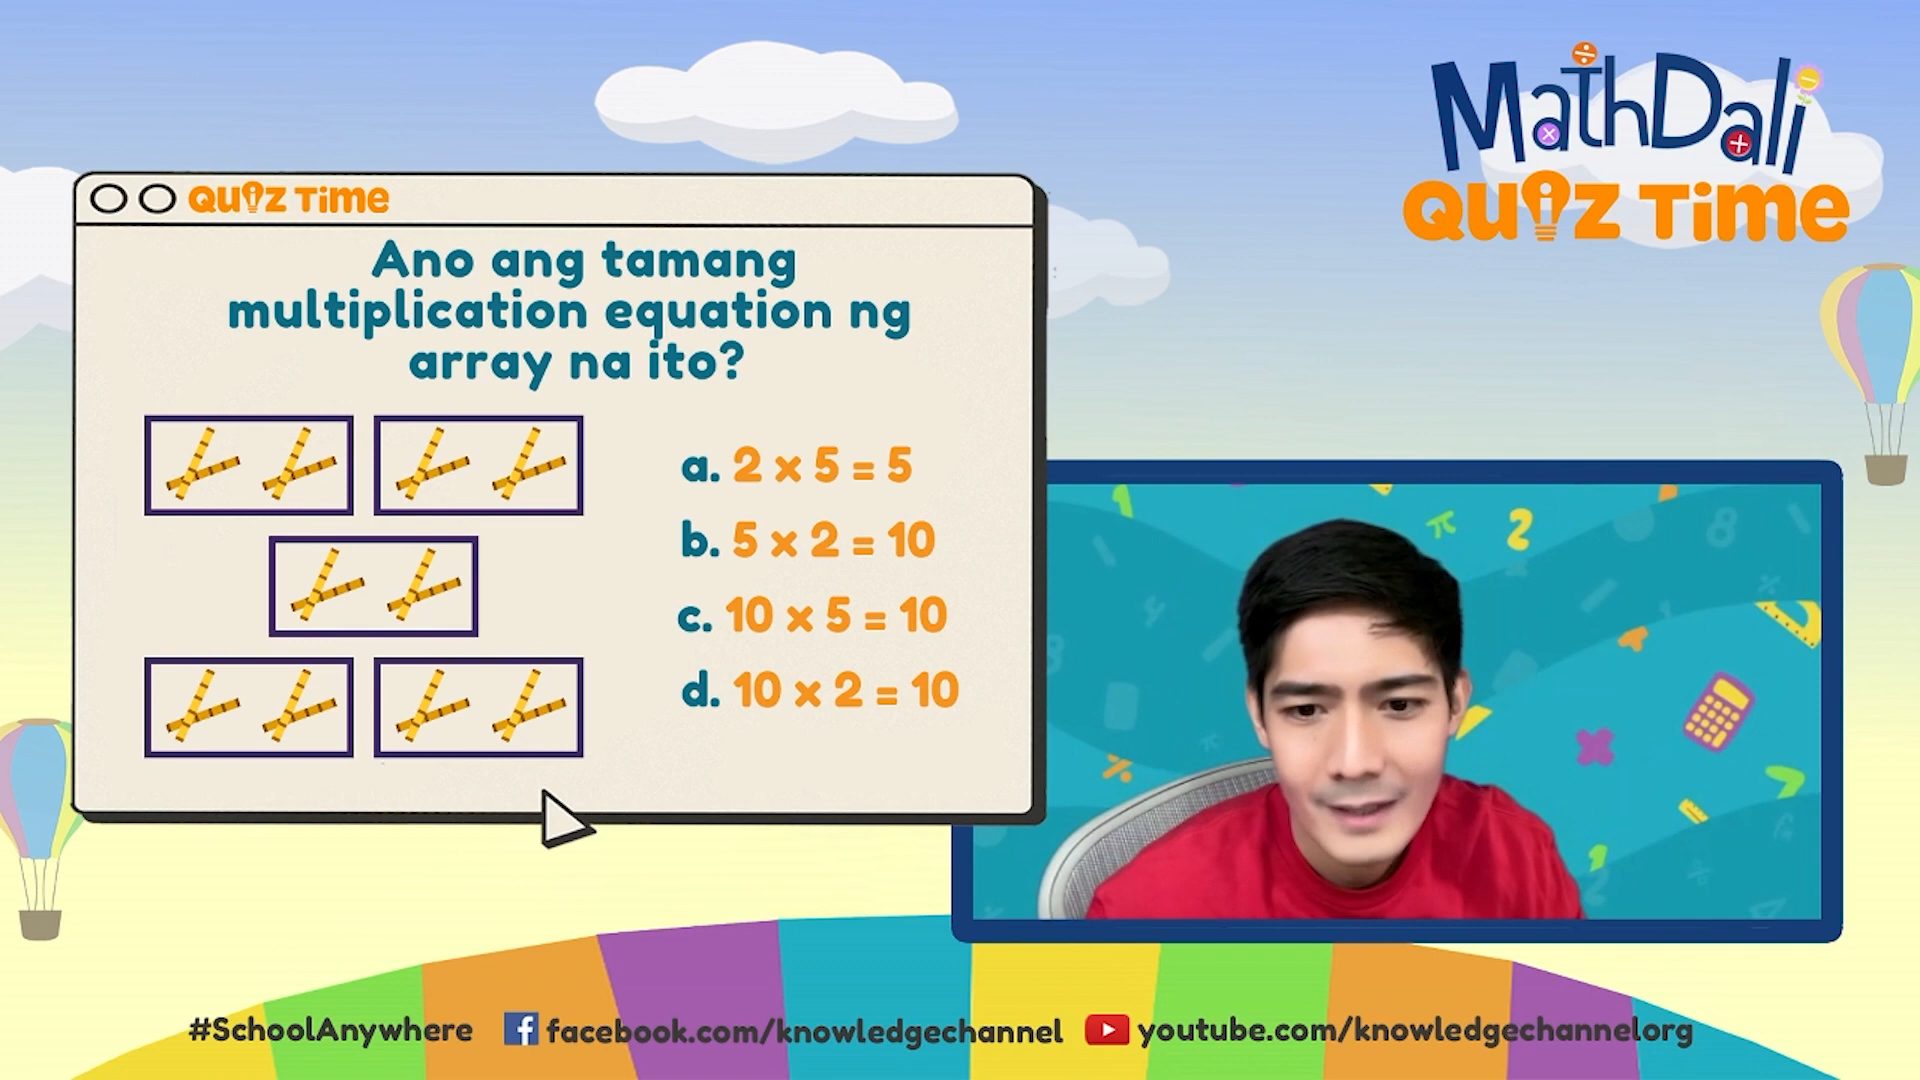 MathDali
Quiz Time
Quiz Time
Ano ang tamang
multiplication equation ng
array na ito?
a. 2 x 5 = 5
b. 5 x 2 = 10
c. 10 x 5 = 10
d. 10 x 2 = 10
#SchoolAnywhere facebook.com/knowledgechannel youtube.com/knowledgechannelorg